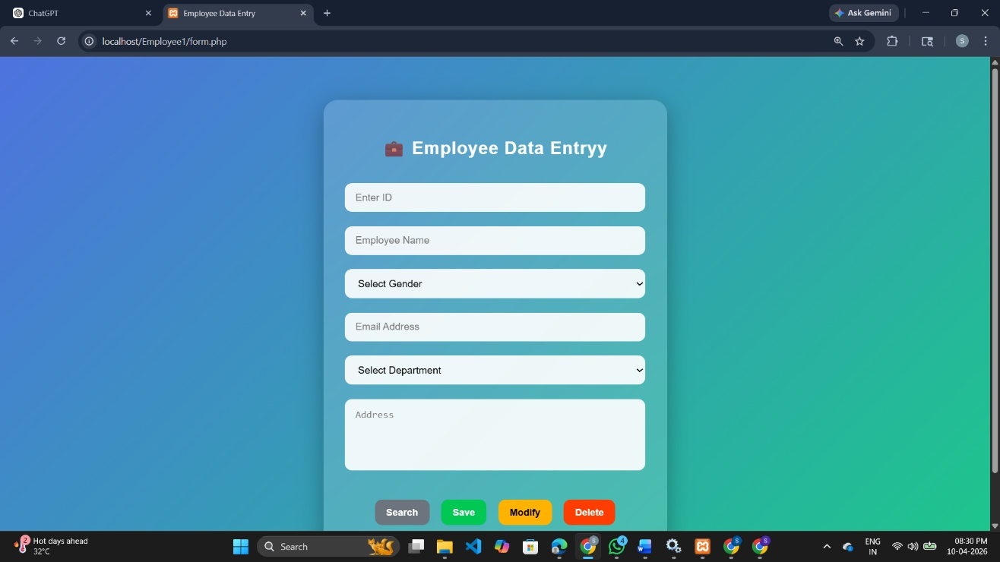 ChatGPT
Employee Data Entry
Ask Gemini
localhost/Employee1/form.php
S
Employee Data Entryy
Enter ID
Employee Name
Select Gender
Email Address
Select Department
Address
Search Save Modify Delete
2
Hot days ahead
32°C
Search
S
4
S
S
ENG
IN
08:30 PM
10-04-2026